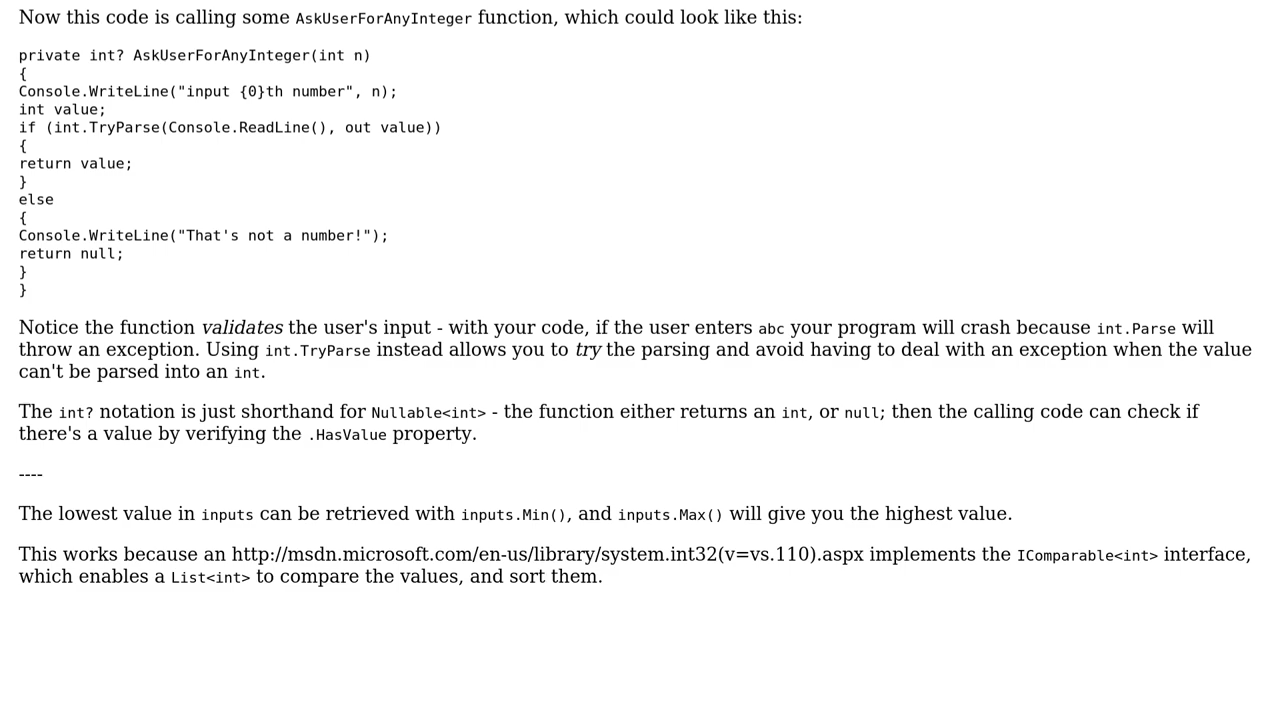 Now this code is calling some AskUserForAnyInteger function, which could look like this:
private int? AskUserForAnyInteger(int n)
{
Console.WriteLine("input {0}th number", n);
int value;
if (int.TryParse(Console.ReadLine(), out value))
{
return value;
}
else
{
Console.WriteLine("That's not a number!");
return null;
}
}
Notice the function validates the user's input - with your code, if the user enters abc your program will crash because int.Parse will
throw an exception. Using int.TryParse instead allows you to try the parsing and avoid having to deal with an exception when the value
can't be parsed into an int.
The int? notation is just shorthand for Nullable<int> - the function either returns an int, or null; then the calling code can check if
there's a value by verifying the .HasValue property.
----
The lowest value in inputs can be retrieved with inputs.Min(), and inputs.Max() will give you the highest value.
This works because an http://msdn.microsoft.com/en-us/library/system.int32(v=vs.110).aspx implements the IComparable<int> interface,
which enables a List<int> to compare the values, and sort them.